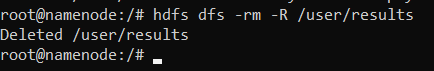 root@namenode:/# hdfs dfs -rm -R /user/results
Deleted /user/results
root@namenode:/#